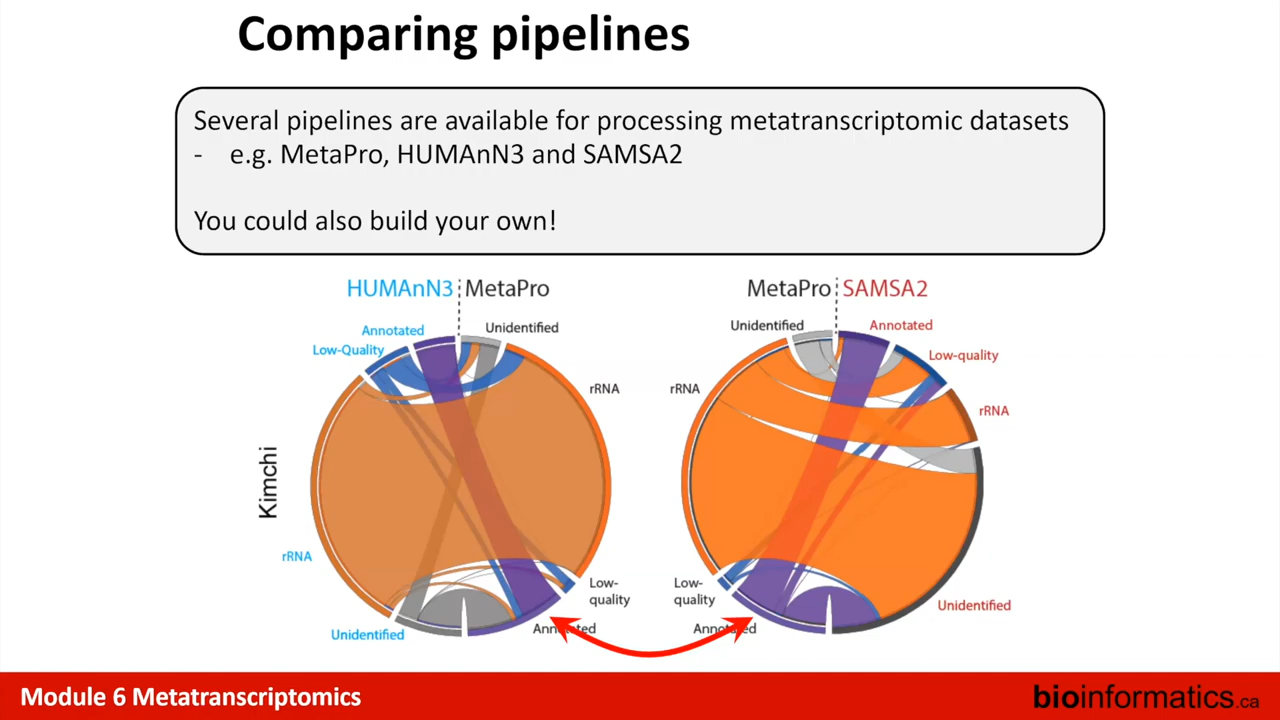 Comparing pipelines
Several pipelines are available for processing metatranscriptomic datasets
- e.g. MetaPro, HUMAnN3 and SAMSA2
You could also build your own!
HUMAnN3 MetaPro
Annotated
Unidentified
Low-Quality
rRNA
Kimchi
rRNA
Low-
quality
Unidentified
Annotated
MetaPro SAMSA2
Unidentified
Annotated
Low-quality
rRNA
rRNA
Low-
quality
Unidentified
Annotated
Module 6 Metatranscriptomics
bioinformatics.ca